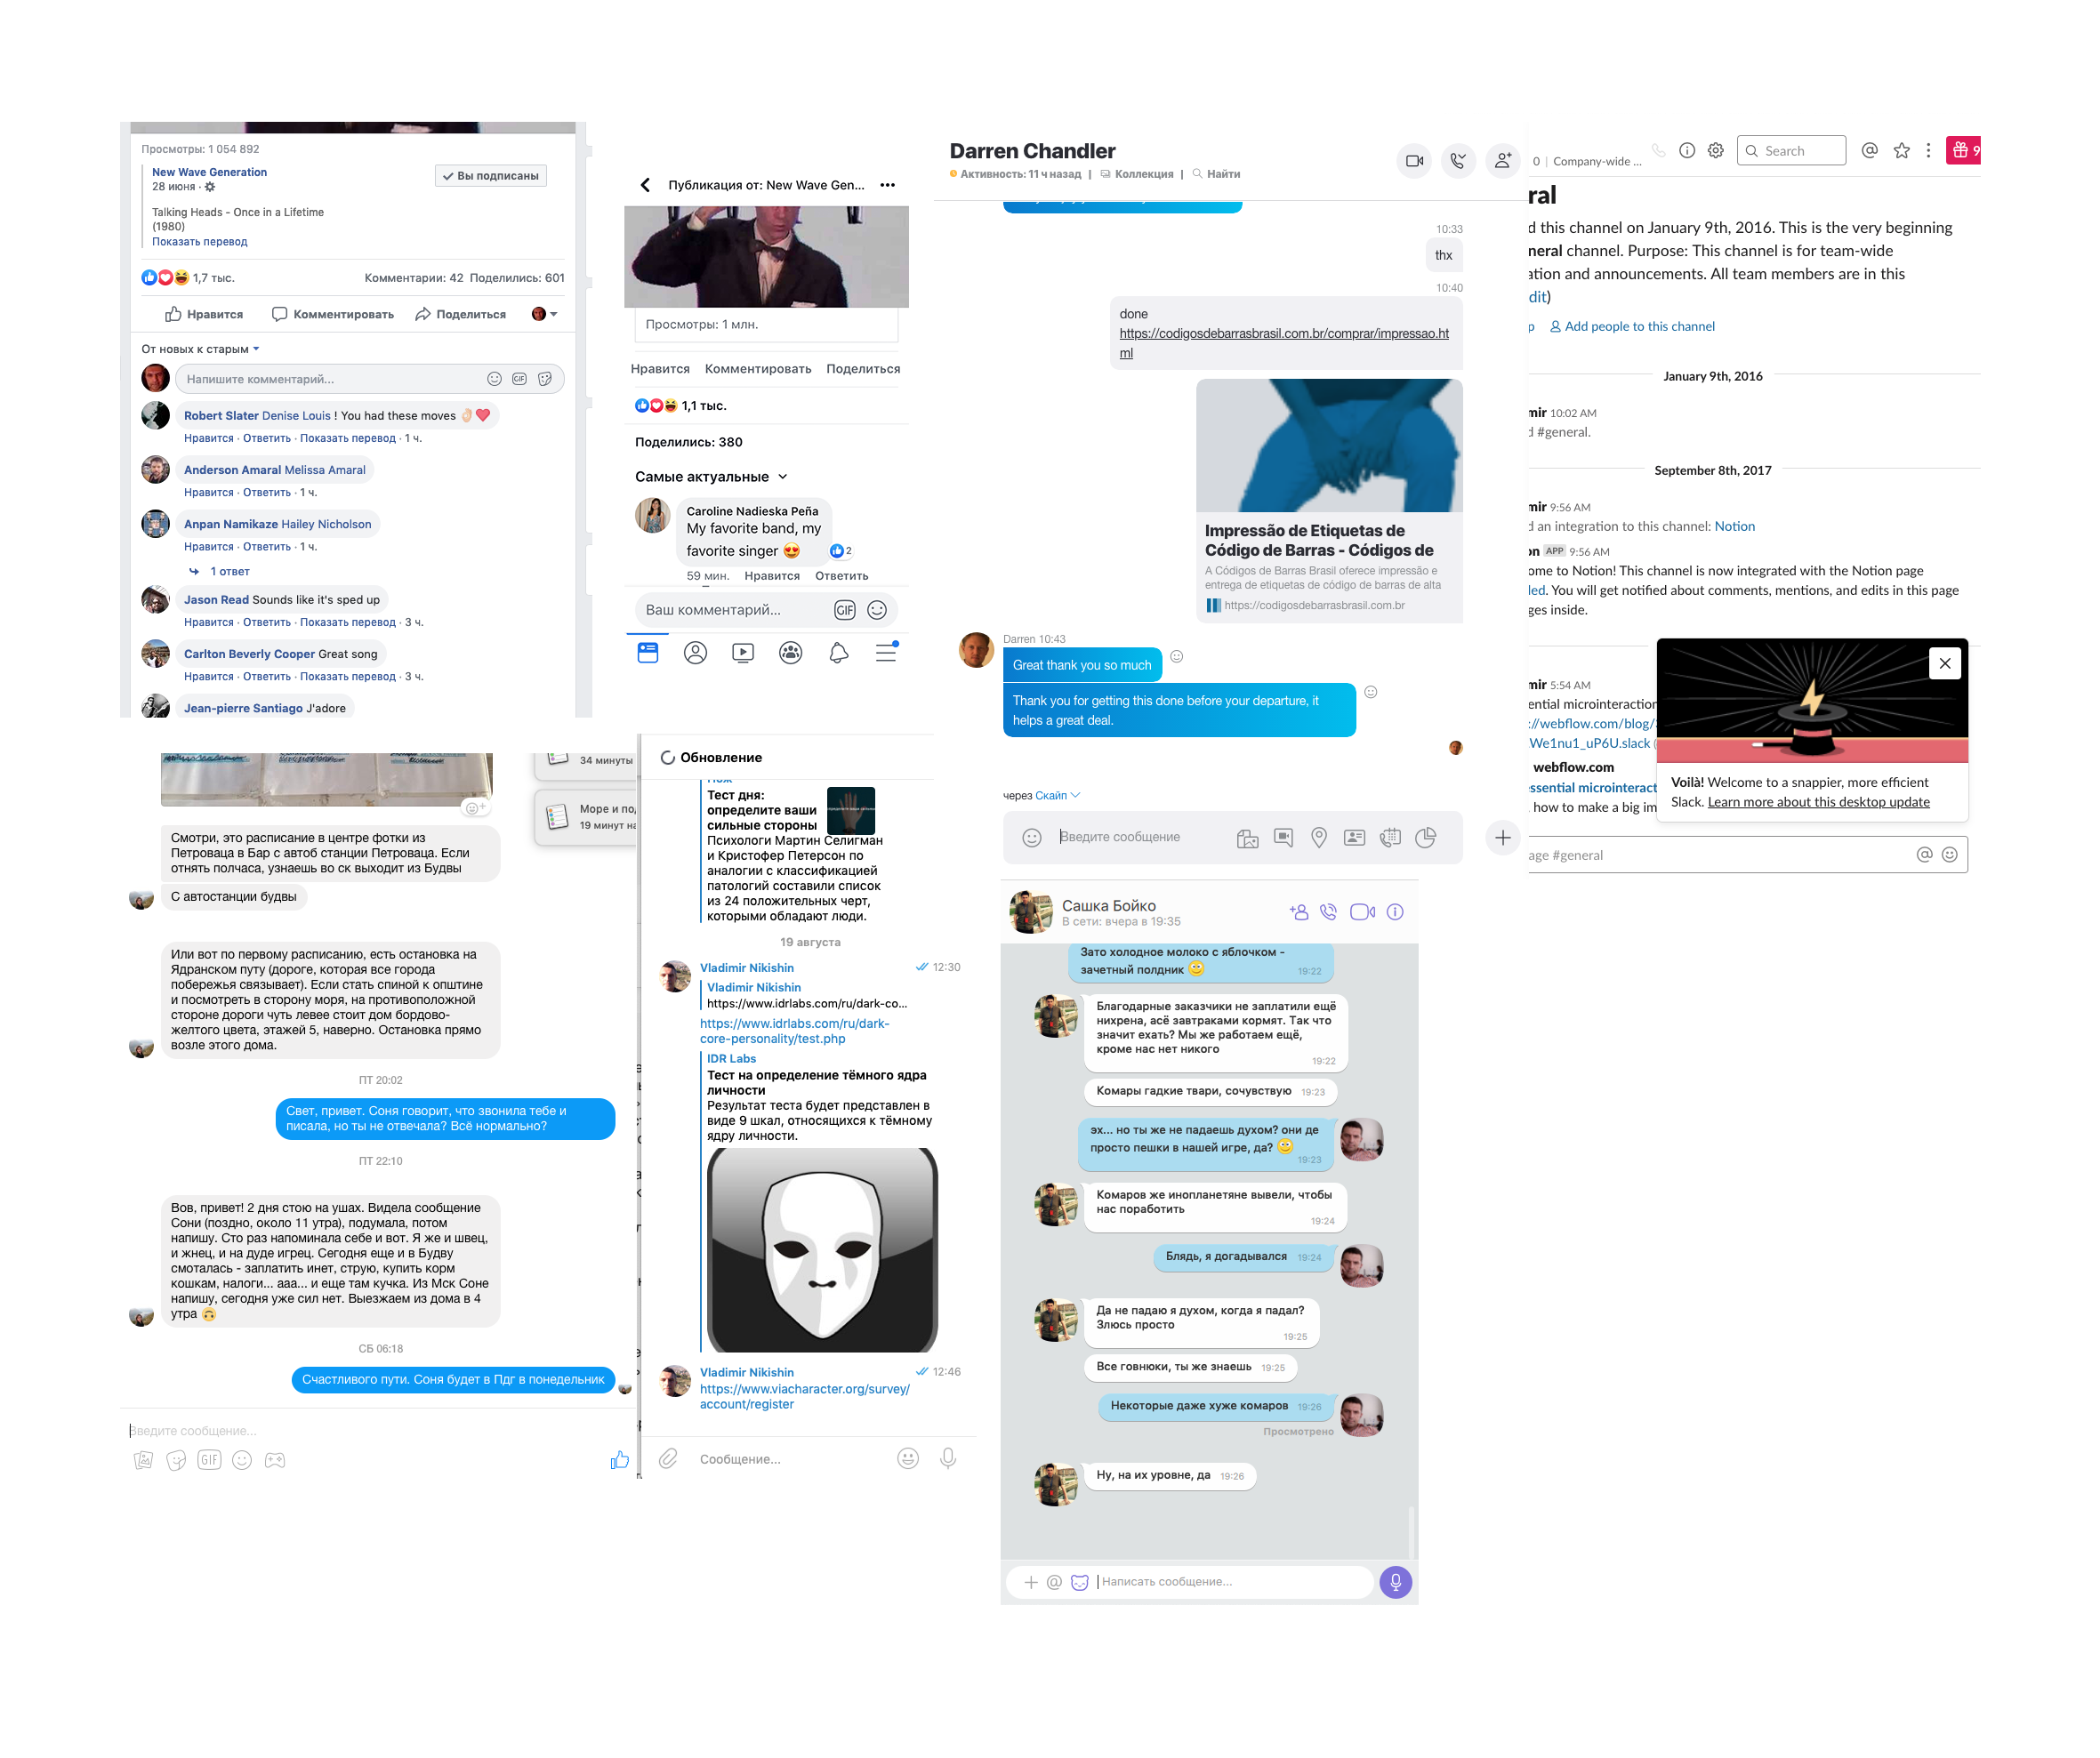 Просмотры: 1 054 892
New Wave Generation
28 июня ·
Вы подписаны
Talking Heads - Once in a Lifetime
(1980)
Показать перевод
1,7 тыс.
Комментарии: 42 Поделились: 601
Нравится Комментировать Поделиться
От новых к старым
Напишите комментарий...
GIF
Robert Slater Denise Louis ! You had these moves 👌🏻❤️
Нравится · Ответить · Показать перевод · 1 ч.
Anderson Amaral Melissa Amaral
Нравится · Ответить · 1 ч.
Anpan Namikaze Hailey Nicholson
Нравится · Ответить · 1 ч.
1 ответ
Jason Read Sounds like it's sped up
Нравится · Ответить · Показать перевод · 3 ч.
Carlton Beverly Cooper Great song
Нравится · Ответить · Показать перевод · 3 ч.
Jean-pierre Santiago J'adore
Публикация от: New Wave Gen...
Просмотры: 1 млн.
Нравится Комментировать Поделиться
1,1 тыс.
Поделились: 380
Самые актуальные
Caroline Nadieska Peña
My favorite band, my
favorite singer 😍
2
59 мин. Нравится Ответить
Ваш комментарий...
GIF
Darren Chandler
Активность: 11 ч назад | Коллекция | Найти
10:33
thx
10:40
done
https://codigosdebarrasbrasil.com.br/comprar/impressao.ht
ml
Impressão de Etiquetas de
Código de Barras - Códigos de
A Códigos de Barras Brasil oferece impressão e
entrega de etiquetas de código de barras de alta
https://codigosdebarrasbrasil.com.br
Darren 10:43
Great thank you so much
Thank you for getting this done before your departure, it
helps a great deal.
через Скайп
Введите сообщение
0 | Company-wide ...
Search
9
ral
d this channel on January 9th, 2016. This is the very beginning
neral channel. Purpose: This channel is for team-wide
ation and announcements. All team members are in this
dit)
p Add people to this channel
January 9th, 2016
mir 10:02 AM
d #general.
September 8th, 2017
mir 9:56 AM
d an integration to this channel: Notion
on APP 9:56 AM
ome to Notion! This channel is now integrated with the Notion page
led. You will get notified about comments, mentions, and edits in this page
ges inside.
mir 5:54 AM
ential microinteraction
://webflow.com/blog/
We1nu1_uP6U.slack (
webflow.com
essential microinteract
how to make a big im
Voilà! Welcome to a snappier, more efficient
Slack. Learn more about this desktop update
age #general
34 минуты
Море и по
19 минут на
Смотри, это расписание в центре фотки из
Петроваца в Бар с автоб станции Петроваца. Если
отнять полчаса, узнаешь во ск выходит из Будвы
С автостанции будвы
Или вот по первому расписанию, есть остановка на
Ядранском путу (дороге, которая все города
побережья связывает). Если стать спиной к општине
и посмотреть в сторону моря, на противоположной
стороне дороги чуть левее стоит дом бордово-
желтого цвета, этажей 5, наверно. Остановка прямо
возле этого дома.
ПТ 20:02
Свет, привет. Соня говорит, что звонила тебе и
писала, но ты не отвечала? Всё нормально?
ПТ 22:10
Вов, привет! 2 дня стою на ушах. Видела сообщение
Сони (поздно, около 11 утра), подумала, потом
напишу. Сто раз напоминала себе и вот. Я же и швец,
и жнец, и на дуде игрец. Сегодня еще и в Будву
смоталась - заплатить инет, струю, купить корм
кошкам, налоги... ааа... и еще там кучка. Из Мск Соне
напишу, сегодня уже сил нет. Выезжаем из дома в 4
утра 🙃
СБ 06:18
Счастливого пути. Соня будет в Пдг в понедельник
Введите сообщение...
GIF
Обновление
Тест дня:
определите ваши
сильные стороны
Психологи Мартин Селигман
и Кристофер Петерсон по
аналогии с классификацией
патологий составили список
из 24 положительных черт,
которыми обладают люди.
19 августа
Vladimir Nikishin 12:30
Vladimir Nikishin
https://www.idrlabs.com/ru/dark-co...
https://www.idrlabs.com/ru/dark-
core-personality/test.php
IDR Labs
Тест на определение тёмного ядра
личности
Результат теста будет представлен в
виде 9 шкал, относящихся к тёмному
ядру личности.
Vladimir Nikishin 12:46
https://www.viacharacter.org/survey/
account/register
Сообщение...
Сашка Бойко
В сети: вчера в 19:35
Зато холодное молоко с яблочком -
зачетный полдник 19:22
Благодарные заказчики не заплатили ещё
нихрена, асё завтраками кормят. Так что
значит ехать? Мы же работаем ещё,
кроме нас нет никого
19:22
Комары гадкие твари, сочувствую 19:23
эх... но ты же не падаешь духом? они де
просто пешки в нашей игре, да?
19:23
Комаров же инопланетяне вывели, чтобы
нас поработить
19:24
Блядь, я догадывался 19:24
Да не падаю я духом, когда я падал?
Злюсь просто
19:25
Все говнюки, ты же знаешь 19:25
Некоторые даже хуже комаров 19:26
Просмотрено
Ну, на их уровне, да 19:26
Написать сообщение...